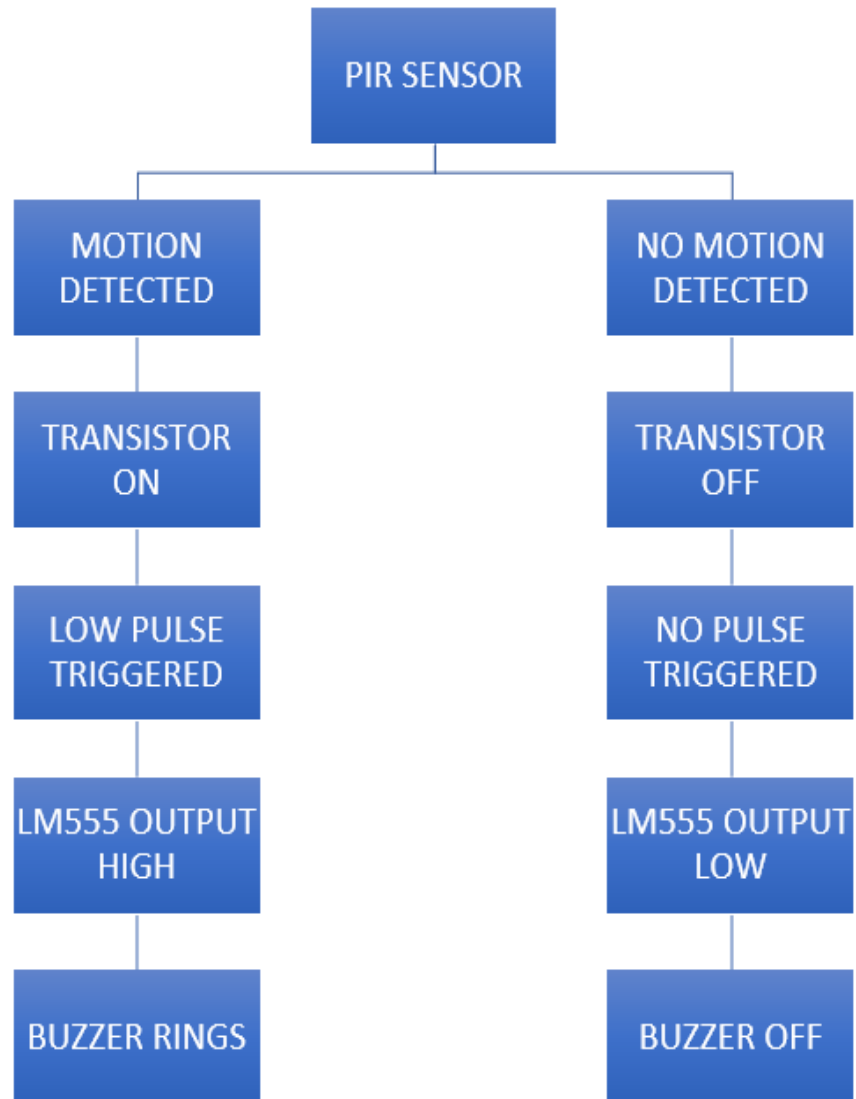 PIR SENSOR
MOTION
DETECTED
NO MOTION
DETECTED
TRANSISTOR
ON
TRANSISTOR
OFF
LOW PULSE
TRIGGERED
NO PULSE
TRIGGERED
LM555 OUTPUT
HIGH
LM555 OUTPUT
LOW
BUZZER RINGS
BUZZER OFF